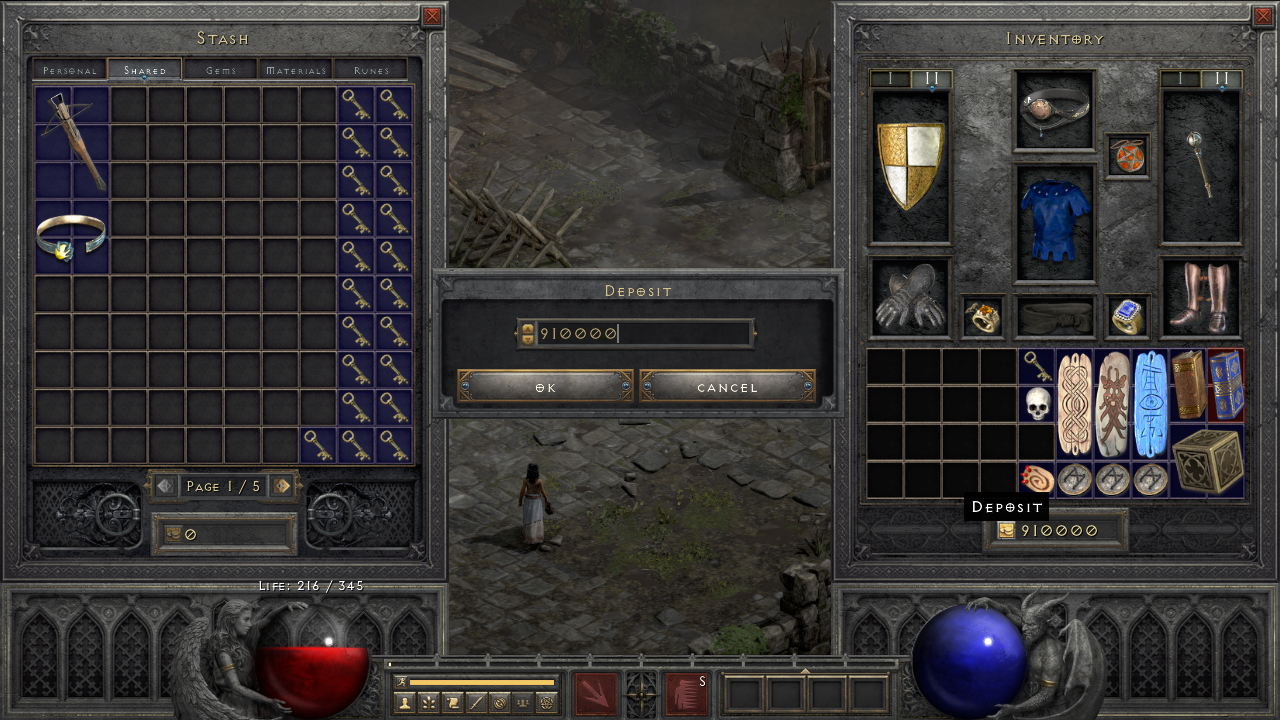 STASH
PERSONAL SHARED GEMS MATERIALS RUNES
PAGE 1 / 5
0
LIFE: 216 / 345
DEPOSIT
910000
OK CANCEL
INVENTORY
I II I II
DEPOSIT
910000
S